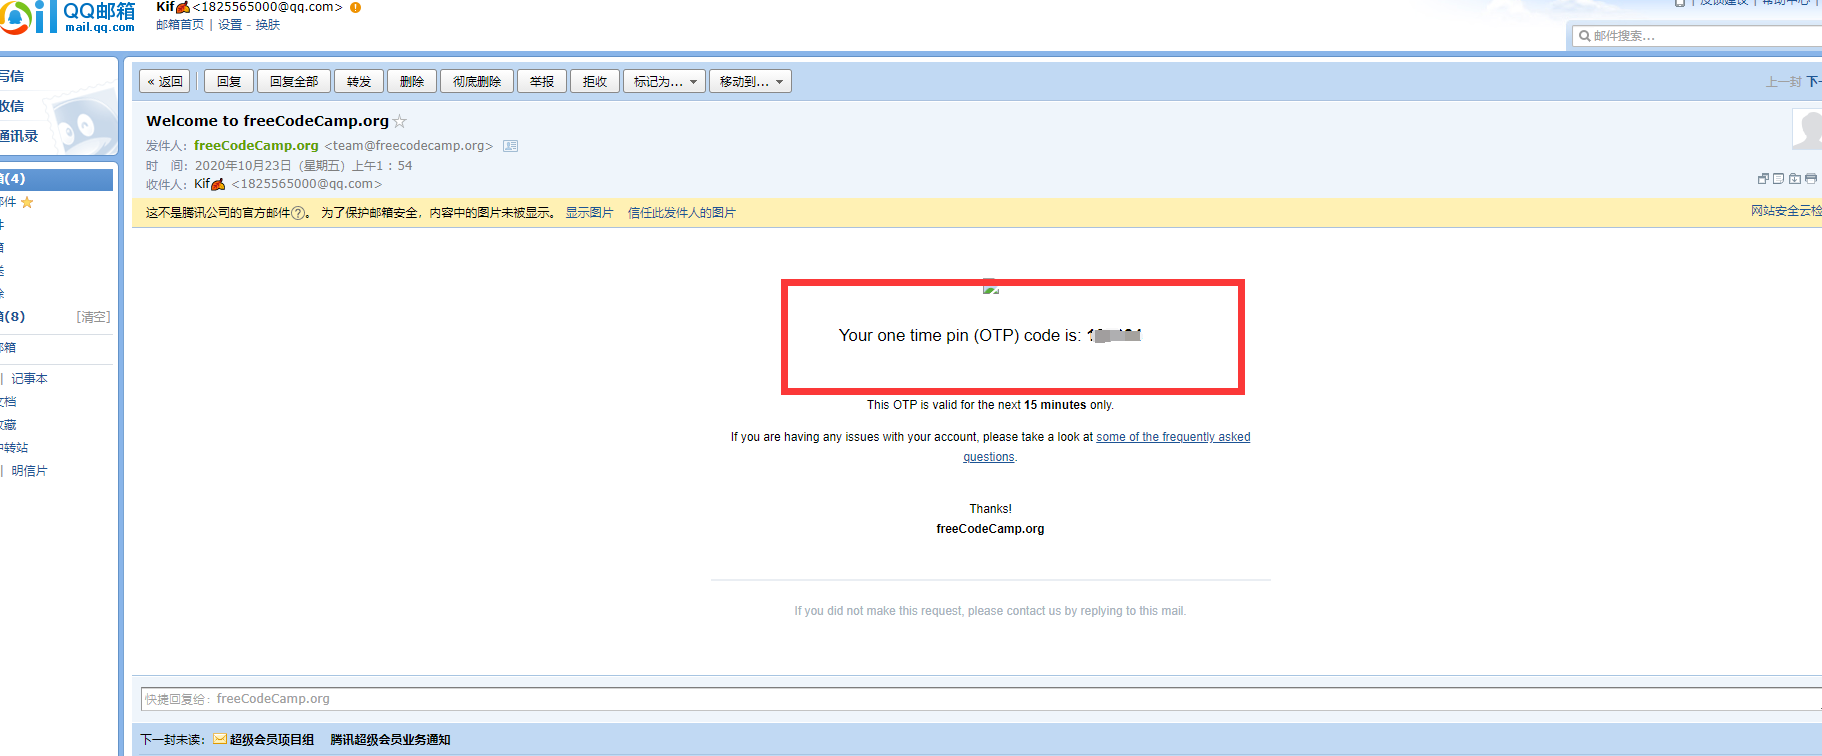 QQ邮箱
mail.qq.com
Kif <1825565000@qq.com>
邮箱首页 | 设置 - 换肤
反馈建议 | 帮助中心 |
邮件搜索...
写信
收信
通讯录
(4)
[清空]
(8)
记事本
文档
收藏
中转站
明信片
« 返回 回复 回复全部 转发 删除 彻底删除 举报 拒收 标记为... 移动到...
上一封 下一
Welcome to freeCodeCamp.org
发件人: freeCodeCamp.org <team@freecodecamp.org>
时 间: 2020年10月23日 (星期五) 上午1:54
收件人: Kif <1825565000@qq.com>
这不是腾讯公司的官方邮件?。 为了保护邮箱安全,内容中的图片未被显示。 显示图片 信任此发件人的图片
网站安全云检
Your one time pin (OTP) code is:
This OTP is valid for the next 15 minutes only.
If you are having any issues with your account, please take a look at some of the frequently asked
questions.
Thanks!
freeCodeCamp.org
If you did not make this request, please contact us by replying to this mail.
快捷回复给: freeCodeCamp.org
下一封未读: 超级会员项目组 腾讯超级会员业务通知